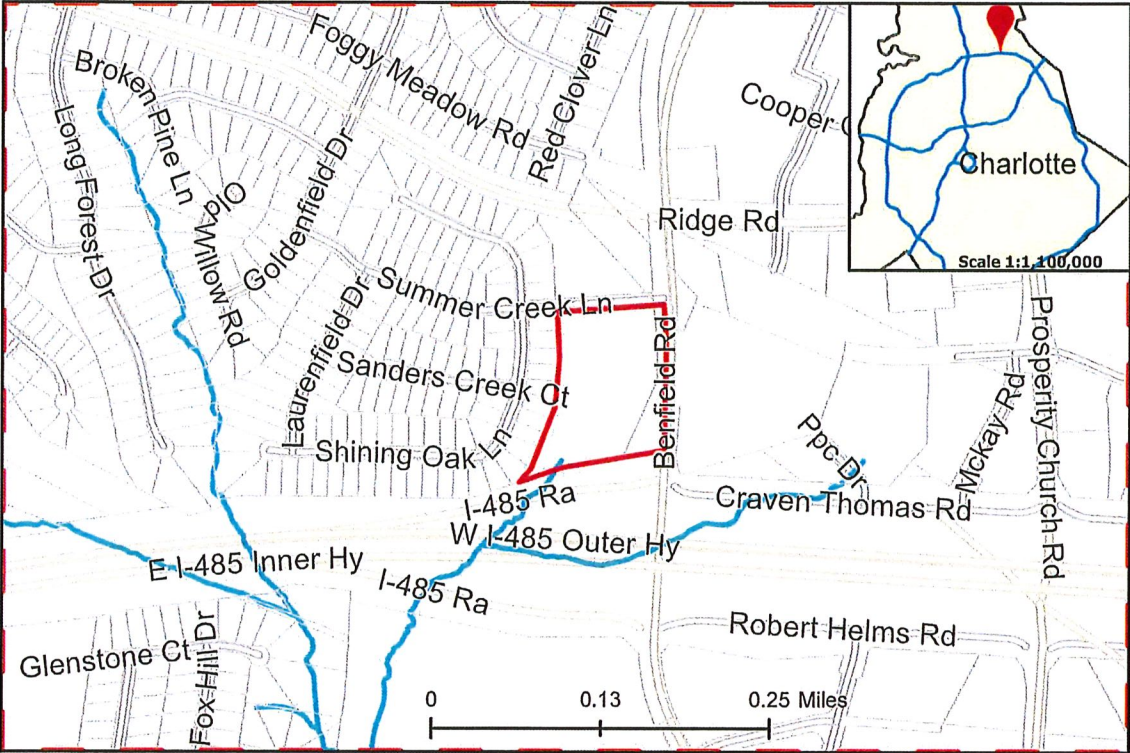 Foggy Meadow Rd
Red Clover Ln
Broken Pine Ln
Long Forest Dr
Goldenfield Dr
Willow Rd
Cooper
Charlotte
Scale 1:1,100,000
Ridge Rd
Summer Creek Ln
Laurenfield Dr
Sanders Creek Ct
Benfield Rd
Shining Oak Ln
Prosperity Church Rd
Mckay Rd
Ppc Dr
Craven Thomas Rd
I-485 Ra
W I-485 Outer Hy
E I-485 Inner Hy
I-485 Ra
Robert Helms Rd
Glenstone Ct
Fox Hill Dr
0 0.13 0.25 Miles